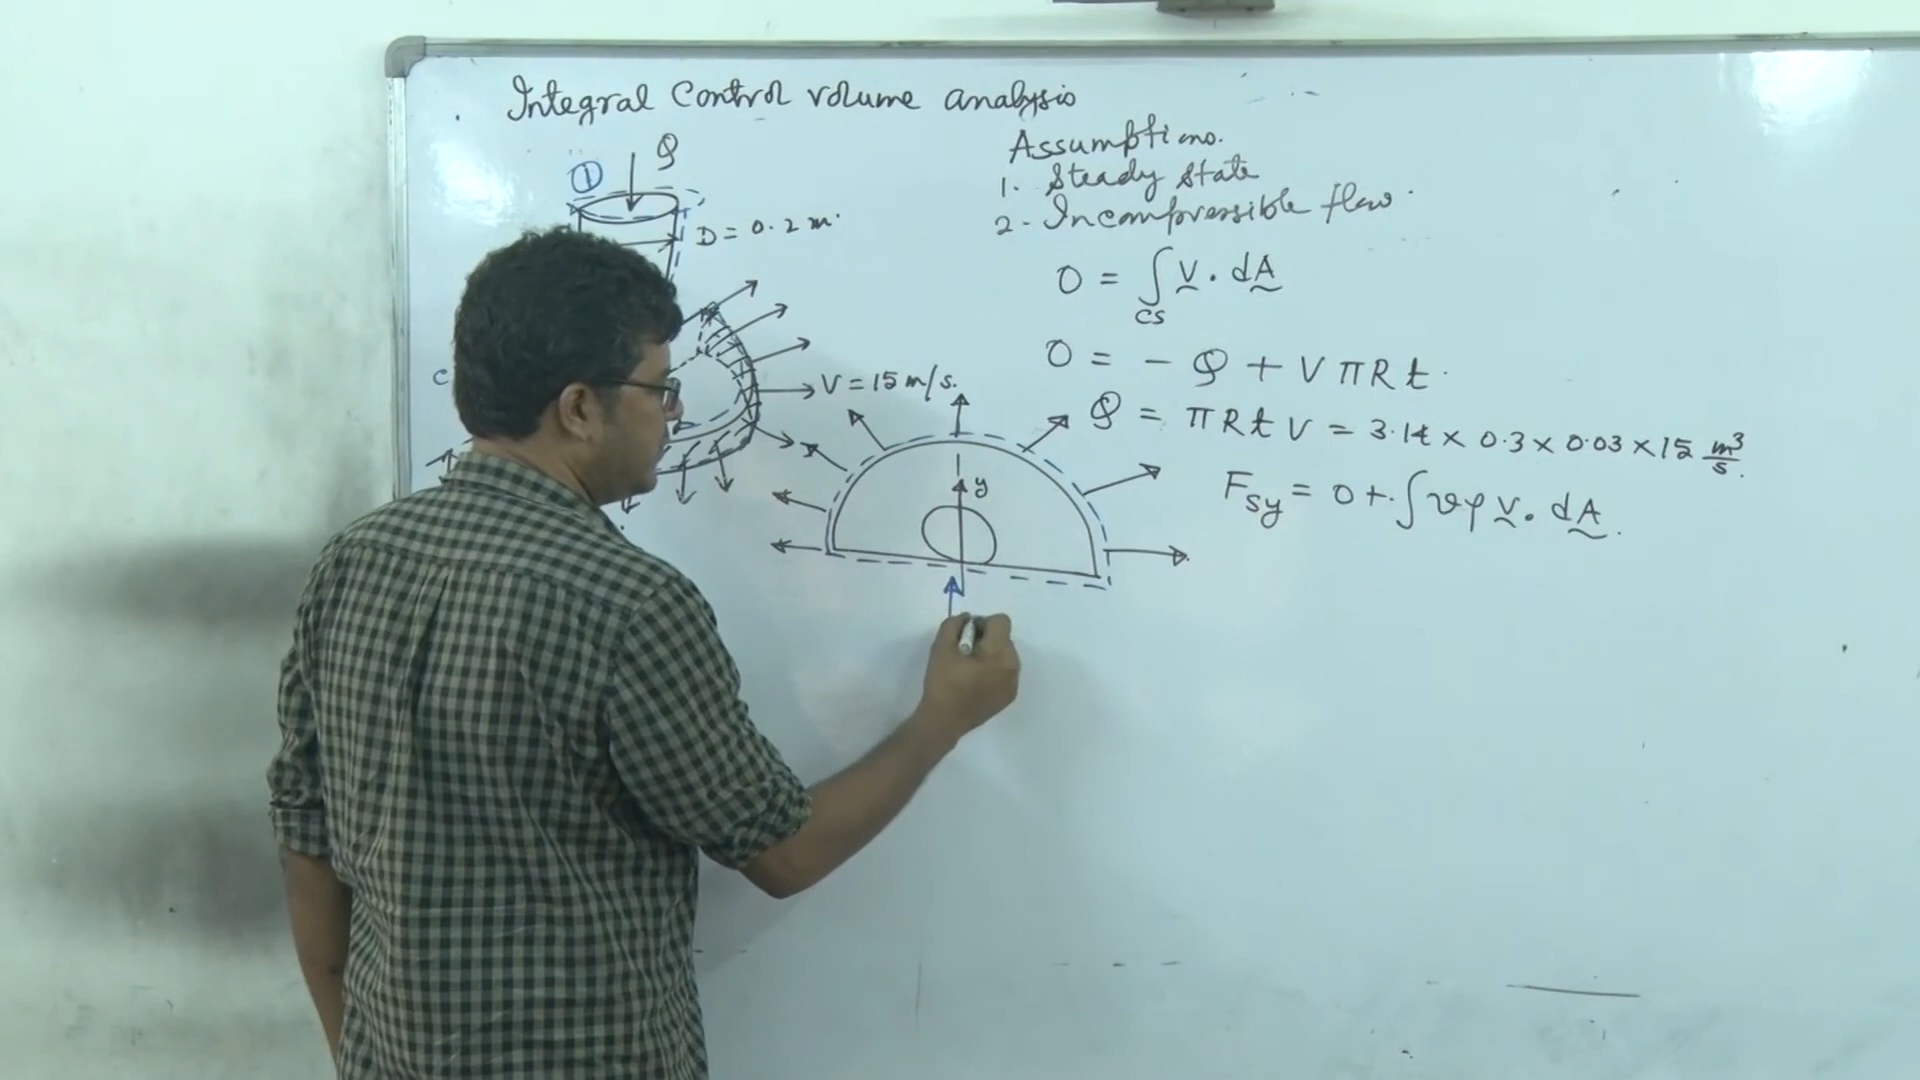 Integral Control volume analysis
① Q
D = 0.2 m.
C
V = 15 m/s.
y
Assumptions.
1. Steady state
2 - Incompressible flow.
0 = ∫ V . dA
CS
0 = - Q + V π R t .
Q = π R t V = 3.14 × 0.3 × 0.03 × 15 m³/s.
F_sy = 0 + ∫ v ρ V . dA .